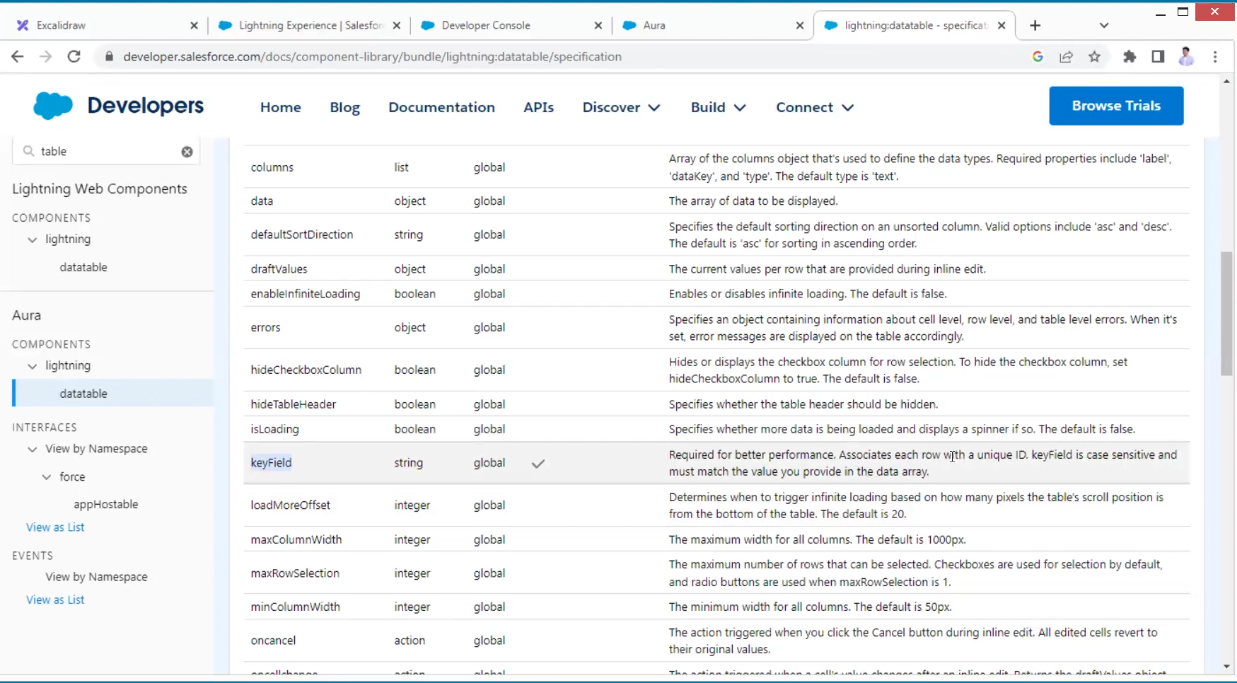 Excalidraw
Lightning Experience | Salesfor
Developer Console
Aura
lightning:datatable - specificat
developer.salesforce.com/docs/component-library/bundle/lightning:datatable/specification
Developers
Home
Blog
Documentation
APIs
Discover
Build
Connect
Browse Trials
table
Lightning Web Components
COMPONENTS
lightning
datatable
Aura
COMPONENTS
lightning
datatable
INTERFACES
View by Namespace
force
appHostable
View as List
EVENTS
View by Namespace
View as List
columns list global Array of the columns object that's used to define the data types. Required properties include 'label',
'dataKey', and 'type'. The default type is 'text'.
data object global The array of data to be displayed.
defaultSortDirection string global Specifies the default sorting direction on an unsorted column. Valid options include 'asc' and 'desc'.
The default is 'asc' for sorting in ascending order.
draftValues object global The current values per row that are provided during inline edit.
enableInfiniteLoading boolean global Enables or disables infinite loading. The default is false.
errors object global Specifies an object containing information about cell level, row level, and table level errors. When it's
set, error messages are displayed on the table accordingly.
hideCheckboxColumn boolean global Hides or displays the checkbox column for row selection. To hide the checkbox column, set
hideCheckboxColumn to true. The default is false.
hideTableHeader boolean global Specifies whether the table header should be hidden.
isLoading boolean global Specifies whether more data is being loaded and displays a spinner if so. The default is false.
keyField string global Required for better performance. Associates each row with a unique ID. keyField is case sensitive and
must match the value you provide in the data array.
loadMoreOffset integer global Determines when to trigger infinite loading based on how many pixels the table's scroll position is
from the bottom of the table. The default is 20.
maxColumnWidth integer global The maximum width for all columns. The default is 1000px.
maxRowSelection integer global The maximum number of rows that can be selected. Checkboxes are used for selection by default,
and radio buttons are used when maxRowSelection is 1.
minColumnWidth integer global The minimum width for all columns. The default is 50px.
oncancel action global The action triggered when you click the Cancel button during inline edit. All edited cells revert to
their original values.
oncellchange action global The action triggered when a cell's value changes after an inline edit. Returns the draftValues object